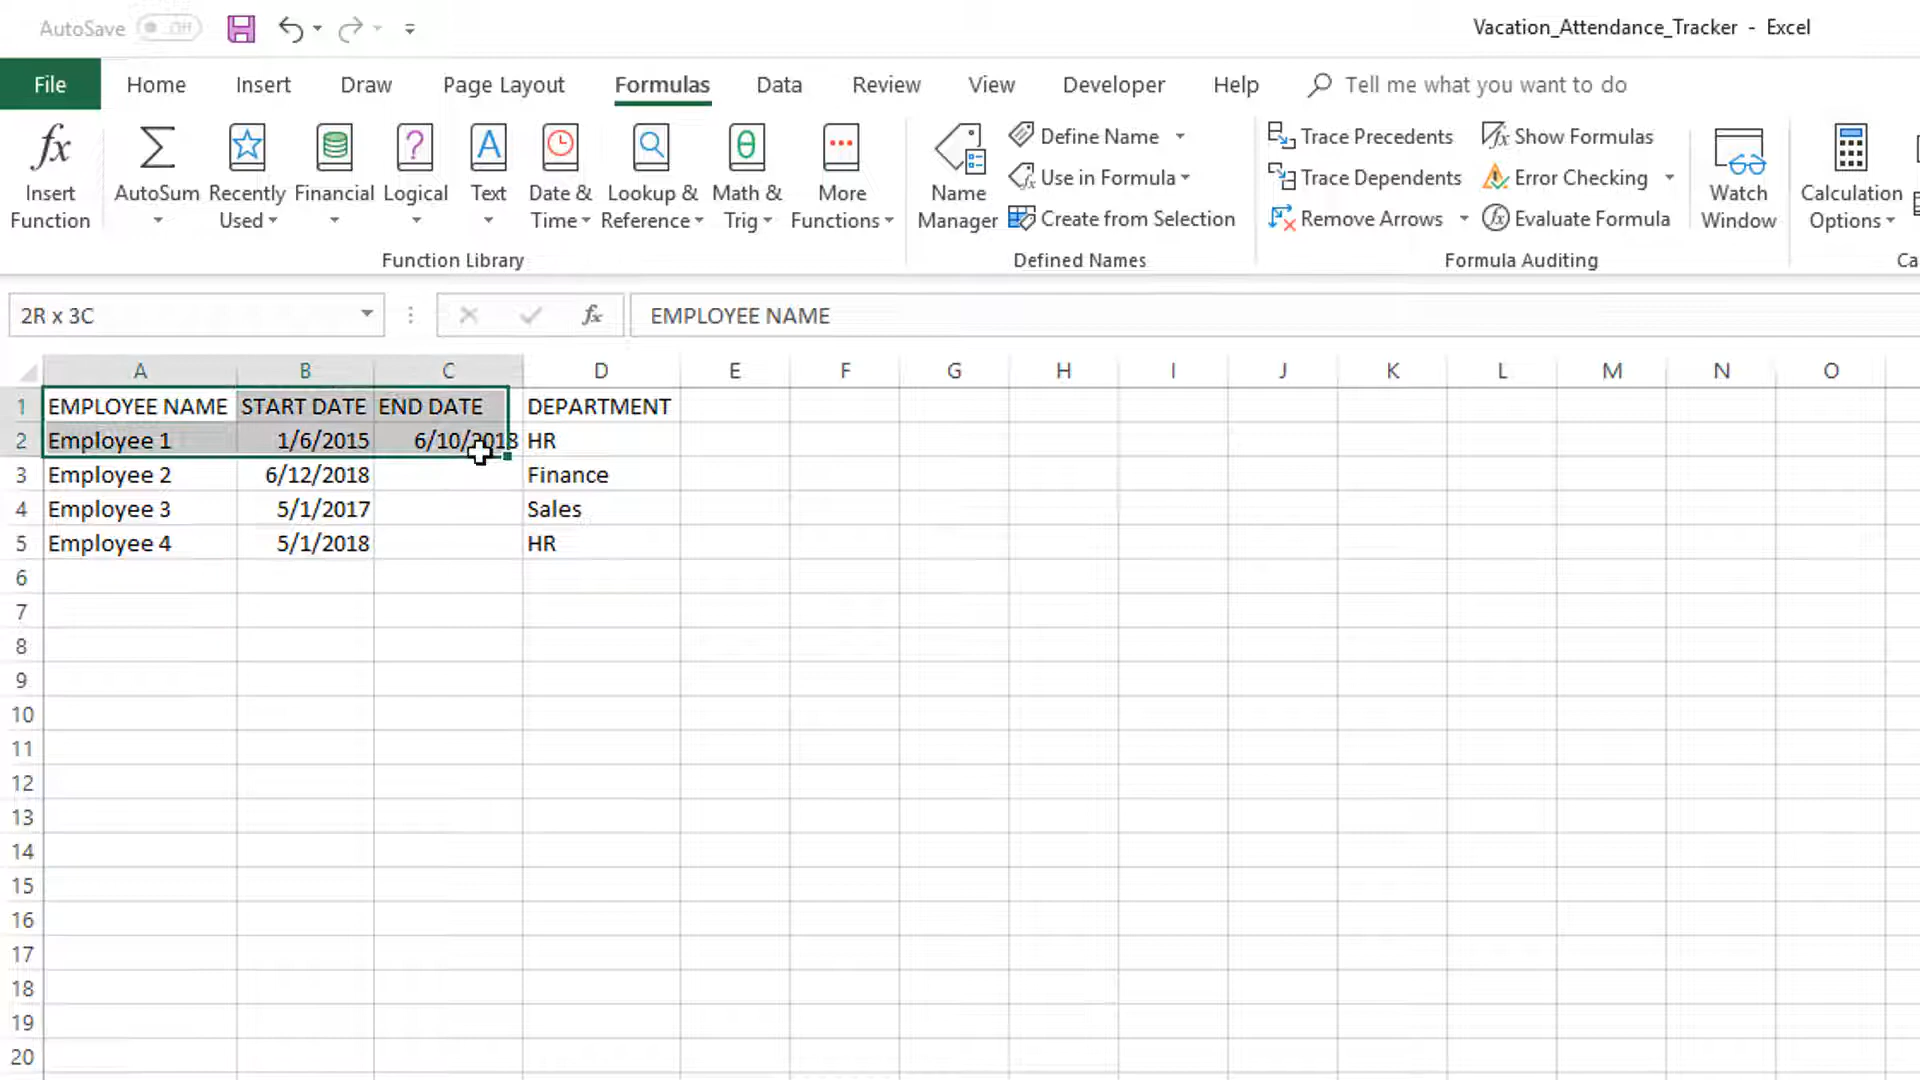 AutoSave Off
Vacation_Attendance_Tracker - Excel
File Home Insert Draw Page Layout Formulas Data Review View Developer Help Tell me what you want to do
Insert Function
AutoSum
Recently Used
Financial
Logical
Text
Date & Time
Lookup & Reference
Math & Trig
More Functions
Name Manager
Define Name
Use in Formula
Create from Selection
Trace Precedents
Trace Dependents
Remove Arrows
Show Formulas
Error Checking
Evaluate Formula
Watch Window
Calculation Options
Function Library
Defined Names
Formula Auditing
Ca
2R x 3C
fx
EMPLOYEE NAME
A B C D E F G H I J K L M N O
1 EMPLOYEE NAME START DATE END DATE DEPARTMENT
2 Employee 1 1/6/2015 6/10/2018 HR
3 Employee 2 6/12/2018 Finance
4 Employee 3 5/1/2017 Sales
5 Employee 4 5/1/2018 HR
6
7
8
9
10
11
12
13
14
15
16
17
18
19
20